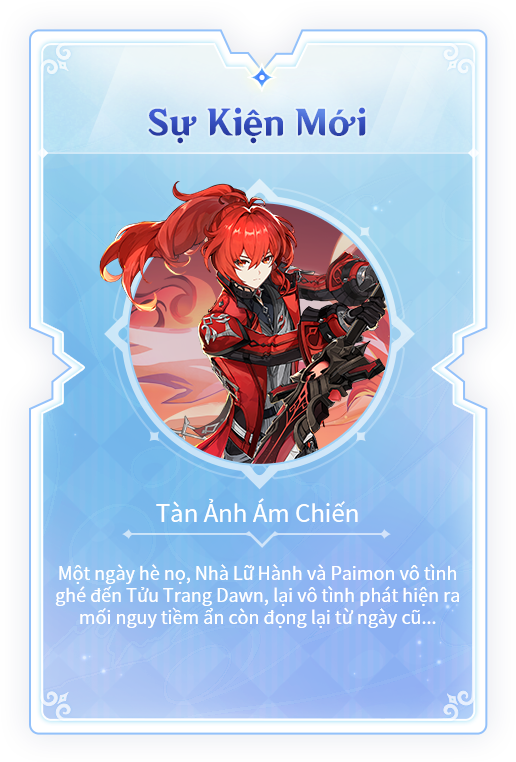 Sự Kiện Mới
Tàn Ảnh Ám Chiến
Một ngày hè nọ, Nhà Lữ Hành và Paimon vô tình
ghé đến Tửu Trang Dawn, lại vô tình phát hiện ra
mối nguy tiềm ẩn còn đọng lại từ ngày cũ...